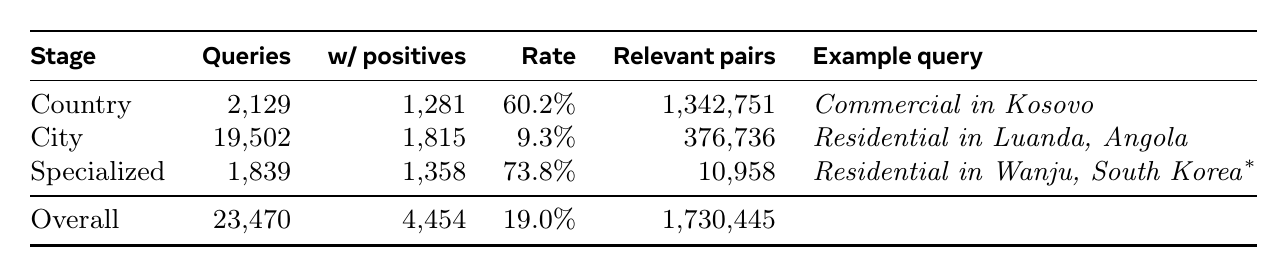 Stage Queries w/ positives Rate Relevant pairs Example query
Country 2,129 1,281 60.2% 1,342,751 Commercial in Kosovo
City 19,502 1,815 9.3% 376,736 Residential in Luanda, Angola
Specialized 1,839 1,358 73.8% 10,958 Residential in Wanju, South Korea*
Overall 23,470 4,454 19.0% 1,730,445